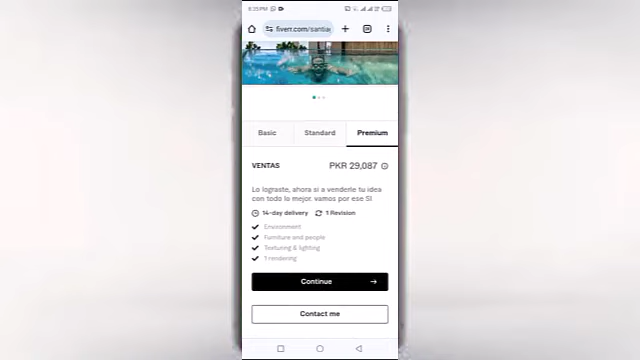 8:35PM
fiverr.com/santia
Basic
Standard
Premium
VENTAS
PKR 29,087
Lo lograste, ahora si a venderle tu idea
con todo lo mejor. vamos por ese SI
14-day delivery
1 Revision
Environment
Furniture and people
Texturing & lighting
1 rendering
Continue
Contact me